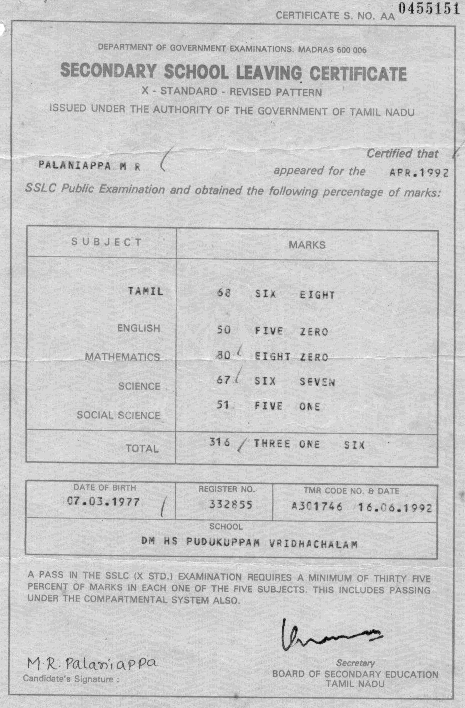 CERTIFICATE S. NO. AA 0455151
DEPARTMENT OF GOVERNMENT EXAMINATIONS. MADRAS 600 006
SECONDARY SCHOOL LEAVING CERTIFICATE
X - STANDARD - REVISED PATTERN
ISSUED UNDER THE AUTHORITY OF THE GOVERNMENT OF TAMIL NADU
Certified that
PALANIAPPA M R appeared for the APR.1992
SSLC Public Examination and obtained the following percentage of marks:
SUBJECT MARKS
TAMIL 68 SIX EIGHT
ENGLISH 50 FIVE ZERO
MATHEMATICS 80 EIGHT ZERO
SCIENCE 67 SIX SEVEN
SOCIAL SCIENCE 51 FIVE ONE
TOTAL 316 THREE ONE SIX
DATE OF BIRTH REGISTER NO. TMR CODE NO. & DATE
07.03.1977 332855 A301746 16.06.1992
SCHOOL
DM HS PUDUKUPPAM VRIDHACHALAM
A PASS IN THE SSLC (X STD.) EXAMINATION REQUIRES A MINIMUM OF THIRTY FIVE
PERCENT OF MARKS IN EACH ONE OF THE FIVE SUBJECTS. THIS INCLUDES PASSING
UNDER THE COMPARTMENTAL SYSTEM ALSO.
M.R. Palaniappa
Candidate's Signature :
Secretary
BOARD OF SECONDARY EDUCATION
TAMIL NADU